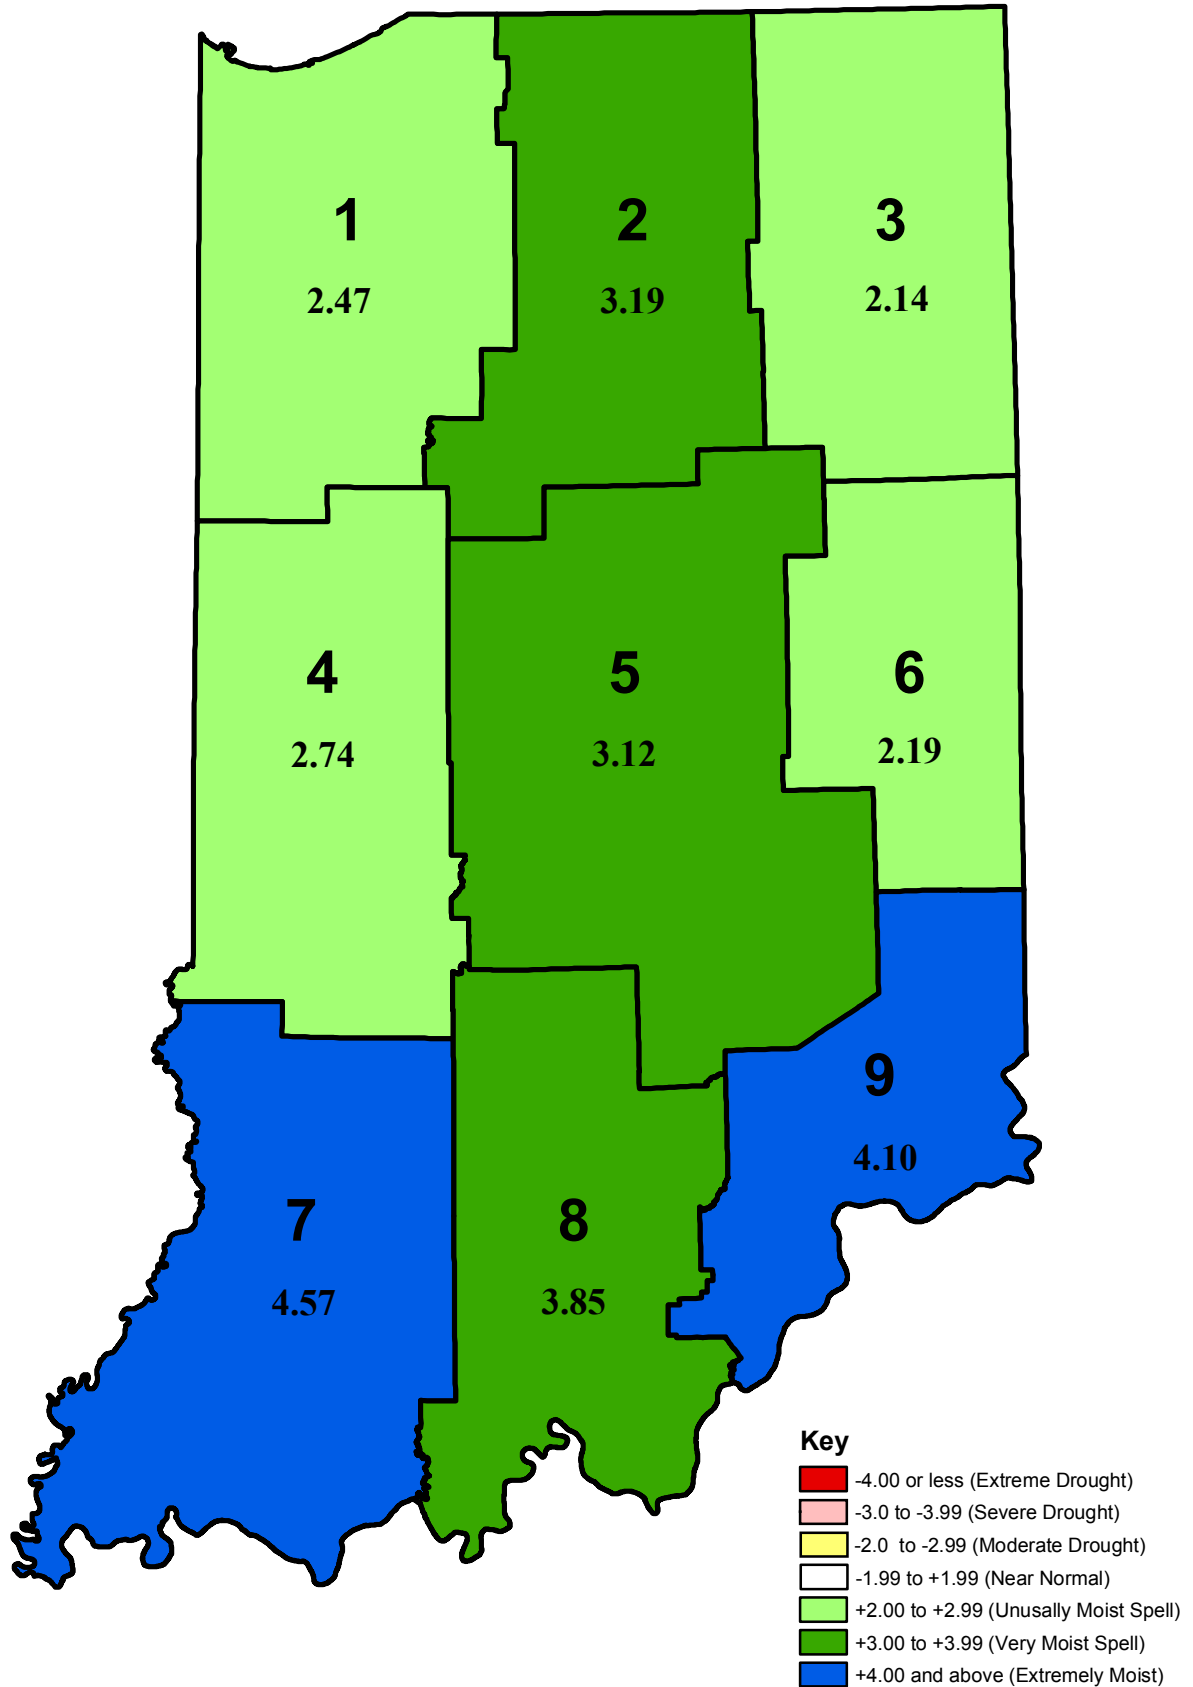 1
2.47
2
3.19
3
2.14
4
2.74
5
3.12
6
2.19
7
4.57
8
3.85
9
4.10
Key
-4.00 or less (Extreme Drought)
-3.0 to -3.99 (Severe Drought)
-2.0 to -2.99 (Moderate Drought)
-1.99 to +1.99 (Near Normal)
+2.00 to +2.99 (Unusally Moist Spell)
+3.00 to +3.99 (Very Moist Spell)
+4.00 and above (Extremely Moist)